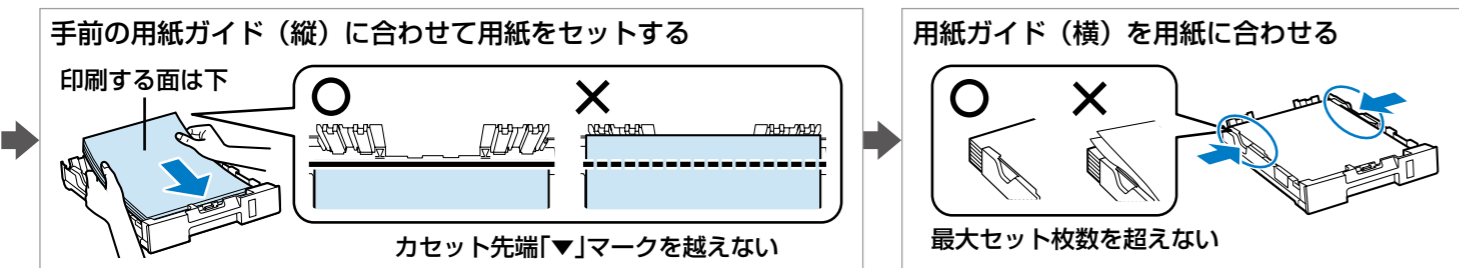 手前の用紙ガイド（縦）に合わせて用紙をセットする
印刷する面は下
カセット先端「▼」マークを越えない
用紙ガイド（横）を用紙に合わせる
最大セット枚数を超えない